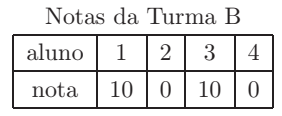 Notas da Turma B
aluno 1 2 3 4
nota 10 0 10 0